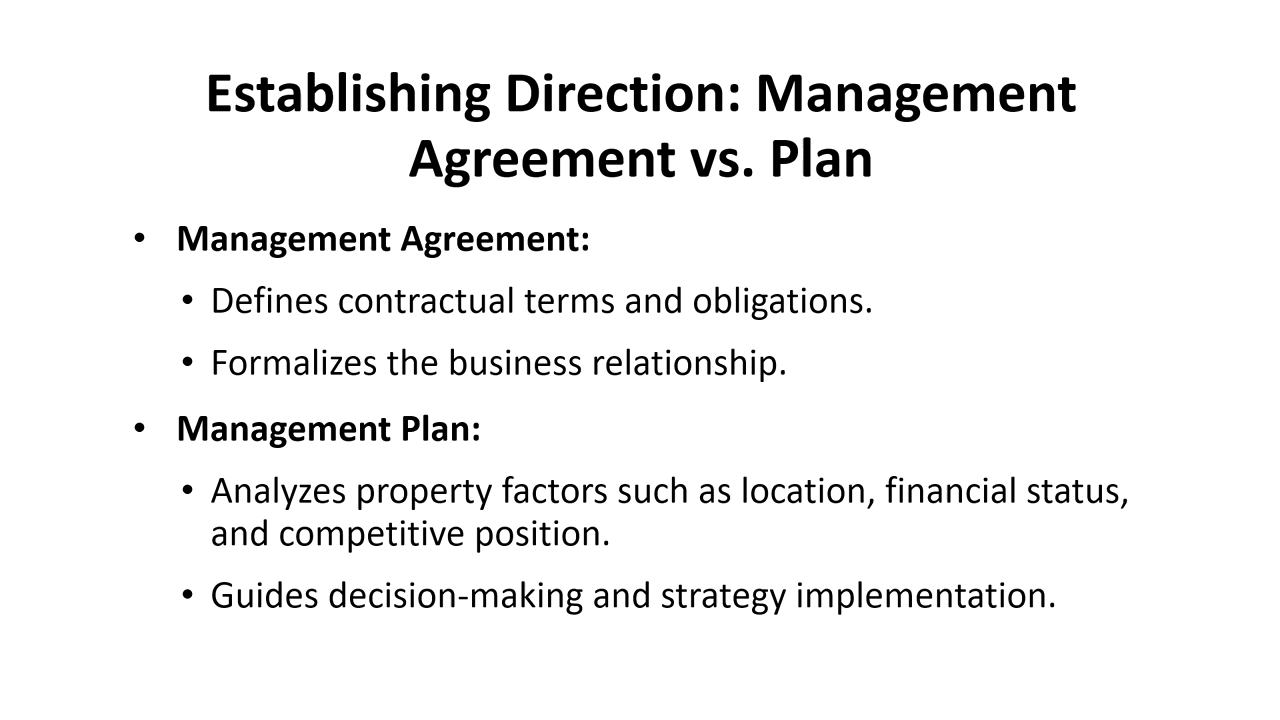 Establishing Direction: Management
Agreement vs. Plan
• Management Agreement:
• Defines contractual terms and obligations.
• Formalizes the business relationship.
• Management Plan:
• Analyzes property factors such as location, financial status,
and competitive position.
• Guides decision-making and strategy implementation.